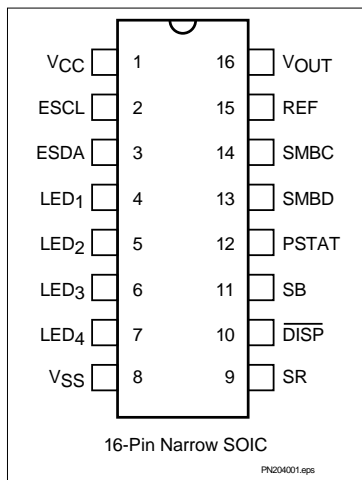 VCC 1 16 VOUT
ESCL 2 15 REF
ESDA 3 14 SMBC
LED1 4 13 SMBD
LED2 5 12 PSTAT
LED3 6 11 SB
LED4 7 10 DISP
VSS 8 9 SR
16-Pin Narrow SOIC
PN204001.eps